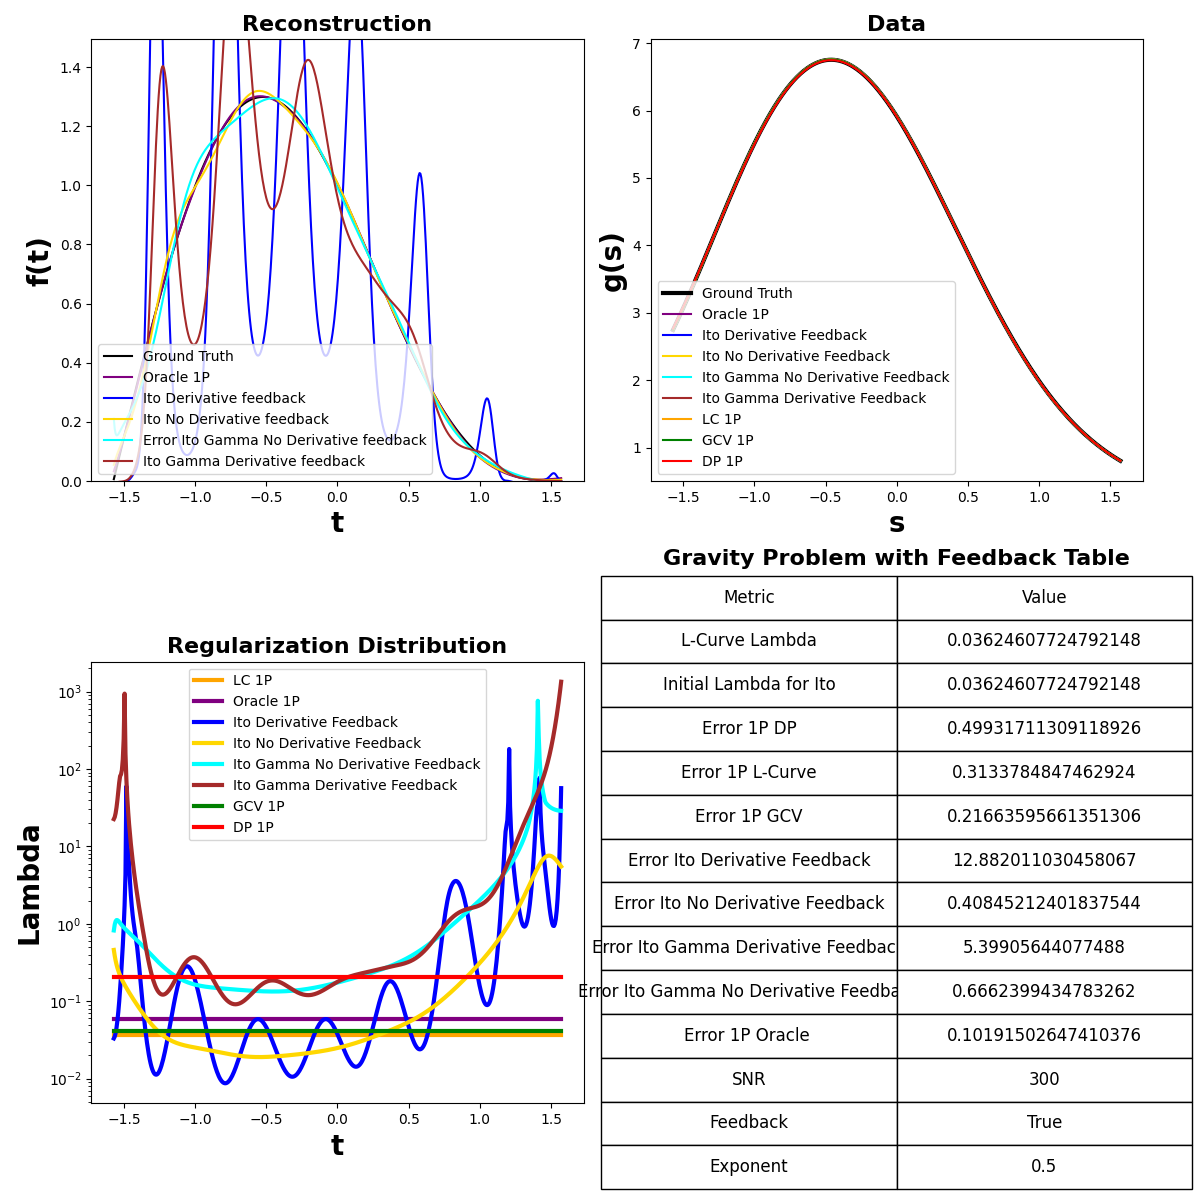 Reconstruction
f(t)
1.4
1.2
1.0
0.8
0.6
0.4
0.2
0.0
Ground Truth
Oracle 1P
Ito Derivative feedback
Ito No Derivative feedback
Error Ito Gamma No Derivative feedback
Ito Gamma Derivative feedback
−1.5 −1.0 −0.5 0.0 0.5 1.0 1.5
t
Data
g(s)
7
6
5
4
3
2
1
Ground Truth
Oracle 1P
Ito Derivative Feedback
Ito No Derivative Feedback
Ito Gamma No Derivative Feedback
Ito Gamma Derivative Feedback
LC 1P
GCV 1P
DP 1P
−1.5 −1.0 −0.5 0.0 0.5 1.0 1.5
s
Regularization Distribution
Lambda
10³
10²
10¹
10⁰
10⁻¹
10⁻²
LC 1P
Oracle 1P
Ito Derivative Feedback
Ito No Derivative Feedback
Ito Gamma No Derivative Feedback
Ito Gamma Derivative Feedback
GCV 1P
DP 1P
−1.5 −1.0 −0.5 0.0 0.5 1.0 1.5
t
Gravity Problem with Feedback Table
Metric Value
L-Curve Lambda 0.03624607724792148
Initial Lambda for Ito 0.03624607724792148
Error 1P DP 0.49931711309118926
Error 1P L-Curve 0.3133784847462924
Error 1P GCV 0.21663595661351306
Error Ito Derivative Feedback 12.882011030458067
Error Ito No Derivative Feedback 0.40845212401837544
Error Ito Gamma Derivative Feedbac 5.39905644077488
Error Ito Gamma No Derivative Feedba 0.6662399434783262
Error 1P Oracle 0.10191502647410376
SNR 300
Feedback True
Exponent 0.5